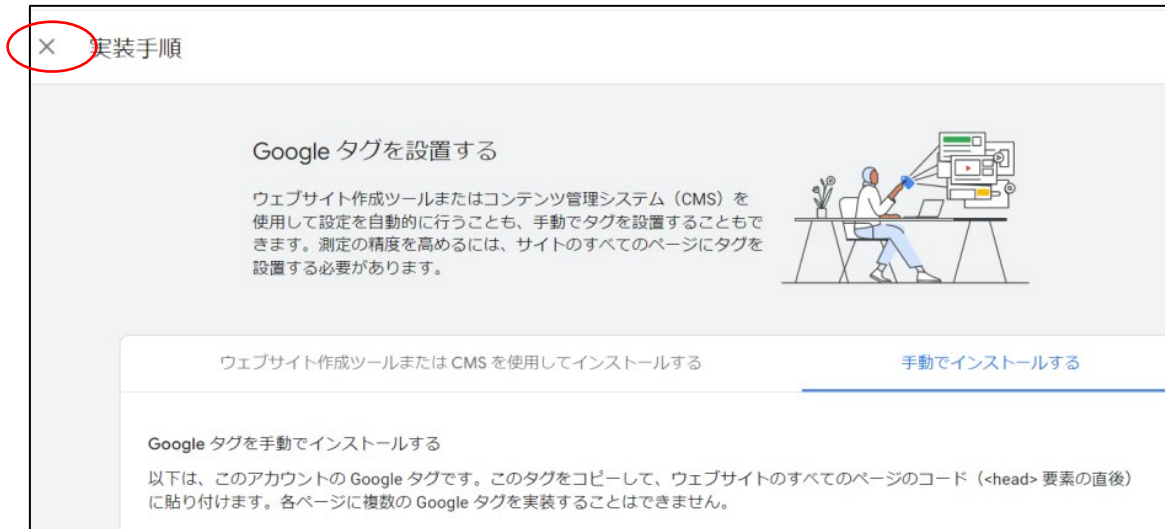 実装手順
Google タグを設置する
ウェブサイト作成ツールまたはコンテンツ管理システム（CMS）を
使用して設定を自動的に行うことも、手動でタグを設置することもで
きます。測定の精度を高めるには、サイトのすべてのページにタグを
設置する必要があります。
ウェブサイト作成ツールまたは CMS を使用してインストールする
手動でインストールする
Google タグを手動でインストールする
以下は、このアカウントの Google タグです。このタグをコピーして、ウェブサイトのすべてのページのコード（<head> 要素の直後）
に貼り付けます。各ページに複数の Google タグを実装することはできません。